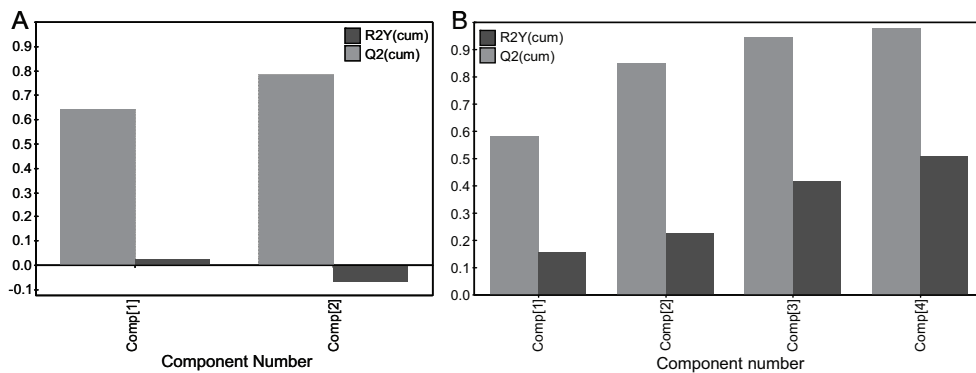 A
R2Y(cum)
Q2(cum)
0.9
0.8
0.7
0.6
0.5
0.4
0.3
0.2
0.1
0.0
-0.1
Comp[1]
Comp[2]
Component Number
B
R2Y(cum)
Q2(cum)
0.9
0.8
0.7
0.6
0.5
0.4
0.3
0.2
0.1
0.0
Comp[1]
Comp[2]
Comp[3]
Comp[4]
Component number